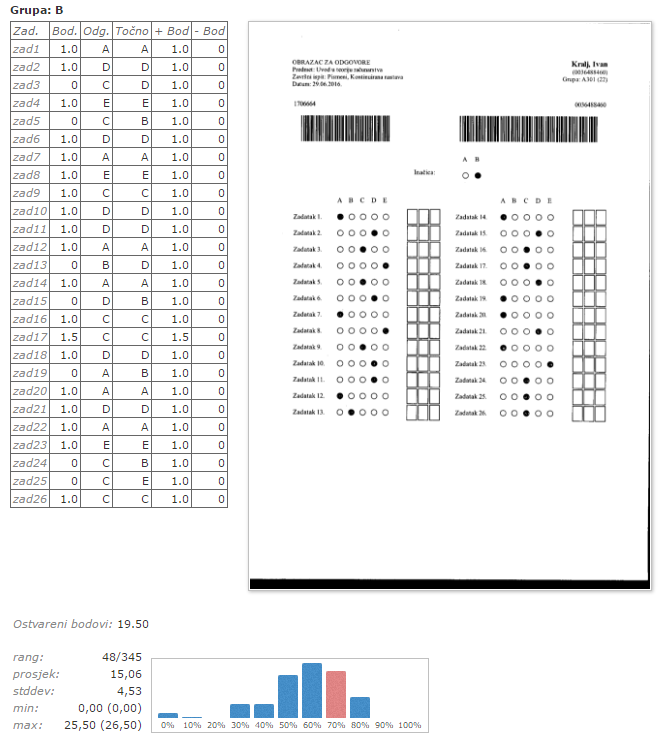 Grupa: B
Zad. Bod. Odg. Točno + Bod - Bod
zad1 1.0 A A 1.0 0
zad2 1.0 D D 1.0 0
zad3 0 C D 1.0 0
zad4 1.0 E E 1.0 0
zad5 0 C B 1.0 0
zad6 1.0 D D 1.0 0
zad7 1.0 A A 1.0 0
zad8 1.0 E E 1.0 0
zad9 1.0 C C 1.0 0
zad10 1.0 D D 1.0 0
zad11 1.0 D D 1.0 0
zad12 1.0 A A 1.0 0
zad13 0 B D 1.0 0
zad14 1.0 A A 1.0 0
zad15 0 D B 1.0 0
zad16 1.0 C C 1.0 0
zad17 1.5 C C 1.5 0
zad18 1.0 D D 1.0 0
zad19 0 A B 1.0 0
zad20 1.0 A A 1.0 0
zad21 1.0 D D 1.0 0
zad22 1.0 A A 1.0 0
zad23 1.0 E E 1.0 0
zad24 0 C B 1.0 0
zad25 0 C E 1.0 0
zad26 1.0 C C 1.0 0
OBRAZAC ZA ODGOVORE
Predmet: Uvod u teoriju računarstva
Završni ispit: Pismeni, Kontinuirana nastava
Datum: 29.06.2016.
Kralj, Ivan
(0036488460)
Grupa: A301 (22)
1706664
0036488460
A B
Inačica:
A B C D E
Zadatak 1.
Zadatak 2.
Zadatak 3.
Zadatak 4.
Zadatak 5.
Zadatak 6.
Zadatak 7.
Zadatak 8.
Zadatak 9.
Zadatak 10.
Zadatak 11.
Zadatak 12.
Zadatak 13.
A B C D E
Zadatak 14.
Zadatak 15.
Zadatak 16.
Zadatak 17.
Zadatak 18.
Zadatak 19.
Zadatak 20.
Zadatak 21.
Zadatak 22.
Zadatak 23.
Zadatak 24.
Zadatak 25.
Zadatak 26.
Ostvareni bodovi: 19.50
rang: 48/345
prosjek: 15,06
stddev: 4,53
min: 0,00 (0,00)
max: 25,50 (26,50)
0% 10% 20% 30% 40% 50% 60% 70% 80% 90% 100%